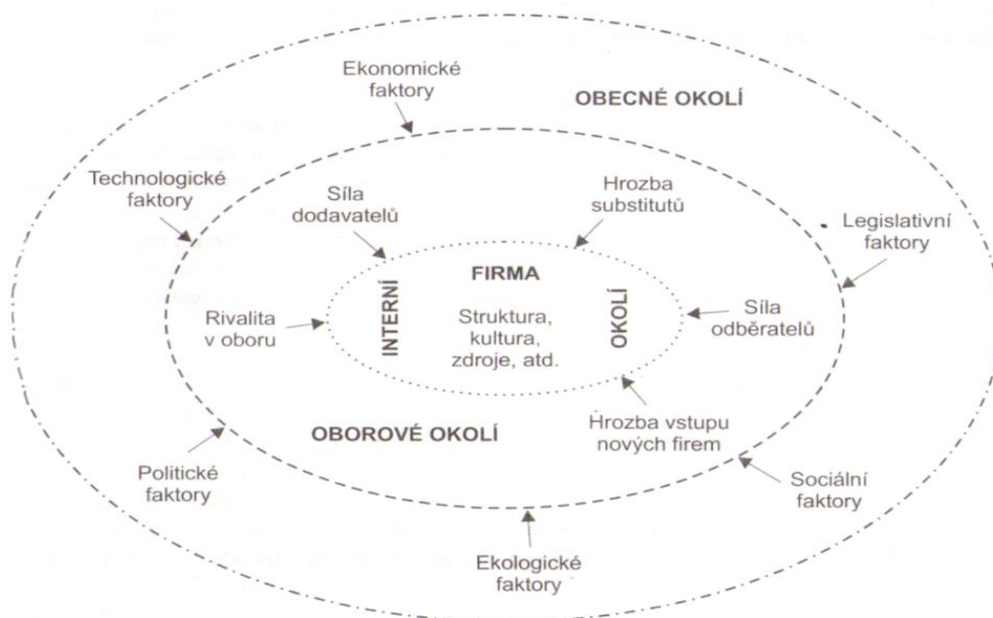 Ekonomické
faktory
OBECNÉ OKOLÍ
Technologické
faktory
Síla
dodavatelů
Hrozba
substitutů
Legislativní
faktory
FIRMA
INTERNÍ
OKOLÍ
Struktura,
kultura,
zdroje, atd.
Rivalita
v oboru
Síla
odběratelů
OBOROVÉ OKOLÍ
Hrozba vstupu
nových firem
Politické
faktory
Sociální
faktory
Ekologické
faktory